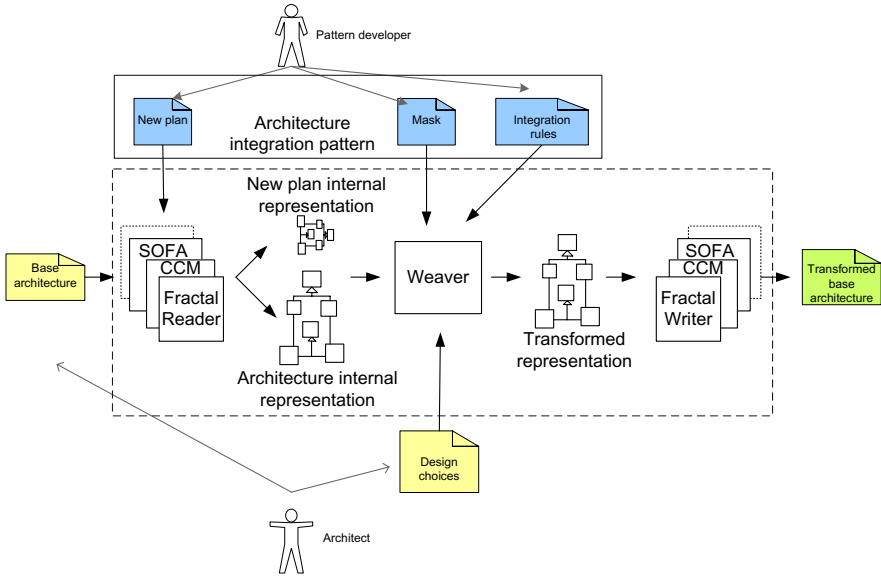 Pattern developer
New plan
Architecture
integration pattern
Mask
Integration
rules
New plan internal
representation
SOFA
CCM
Fractal
Reader
Base
architecture
Weaver
Architecture internal
representation
Transformed
representation
SOFA
CCM
Fractal
Writer
Transformed
base
architecture
Design
choices
Architect